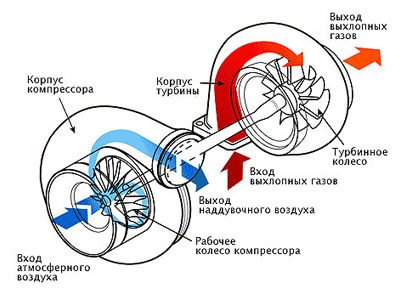 Выход
выхлопных
газов
Корпус
турбины
Корпус
компрессора
Турбинное
колесо
Вход
выхлопных газов
Выход
наддувочного воздуха
Рабочее
колесо компрессора
Вход
атмосферного
воздуха